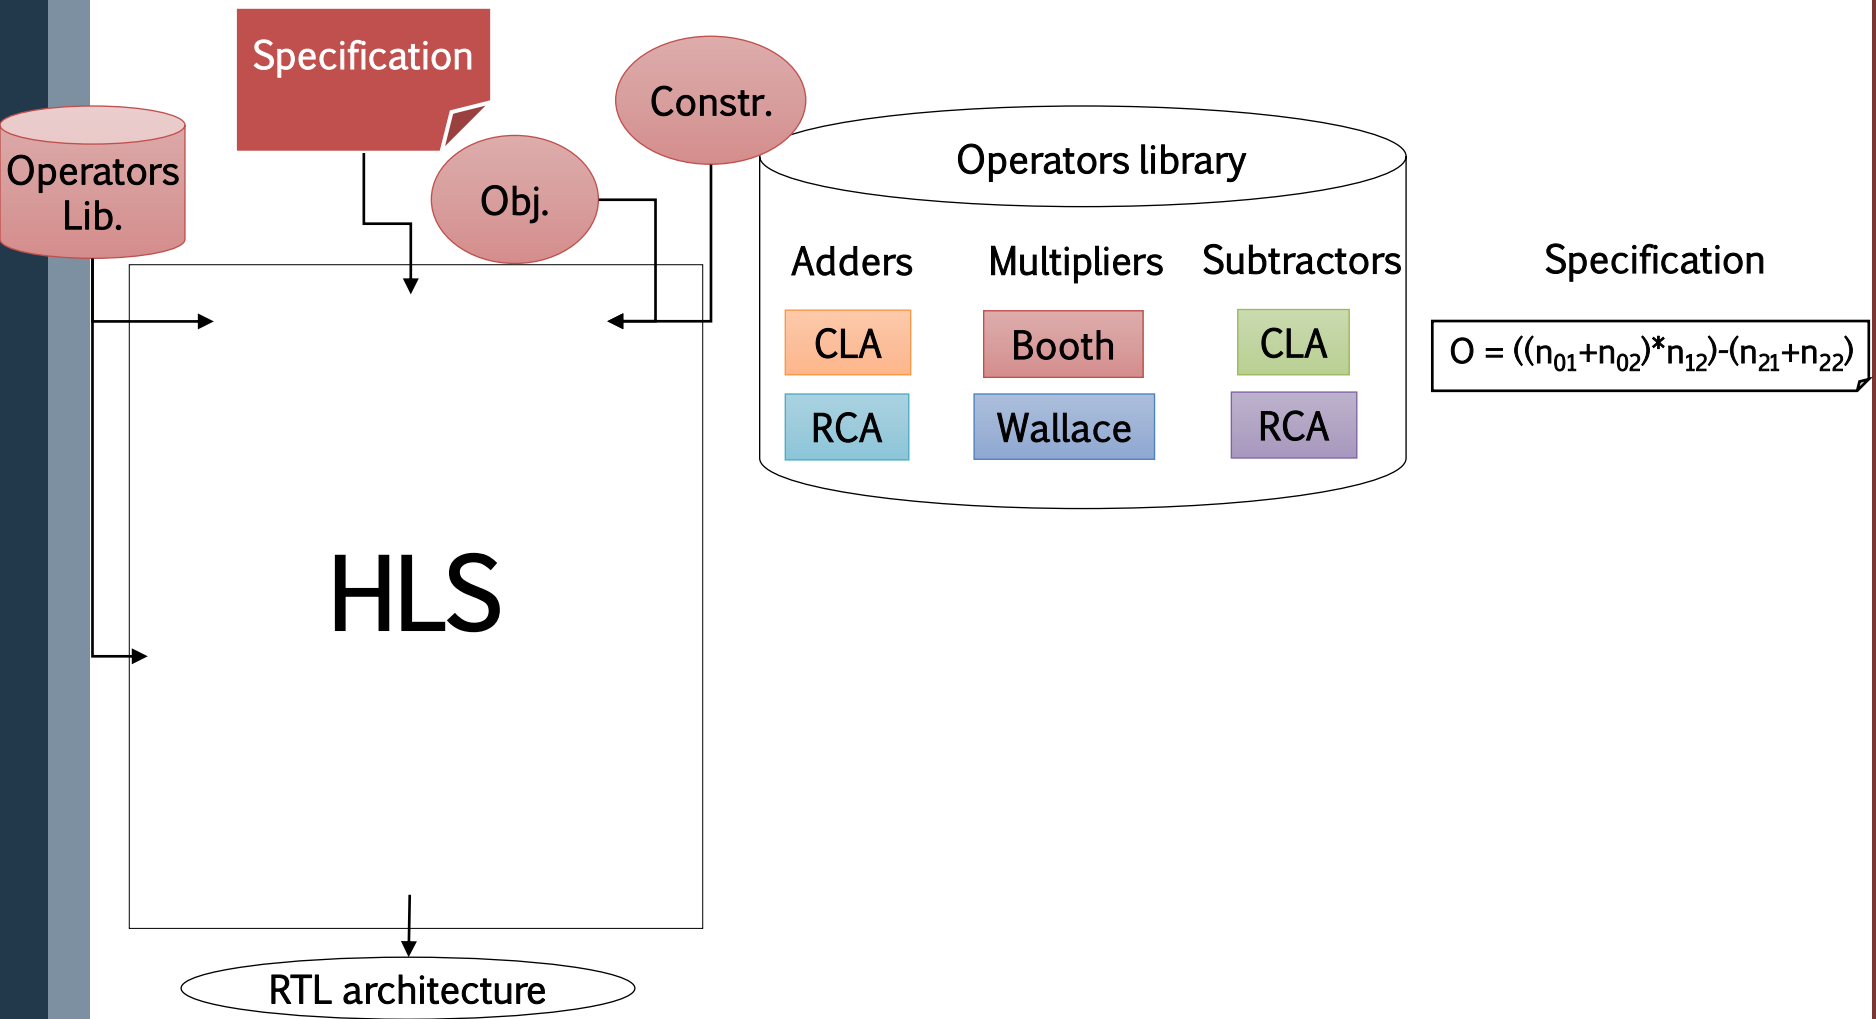 Specification
Constr.
Operators
Lib.
Obj.
Operators library
Adders
Multipliers
Subtractors
CLA
Booth
CLA
RCA
Wallace
RCA
Specification
O = ((n₀₁+n₀₂)*n₁₂)-(n₂₁+n₂₂)
HLS
RTL architecture